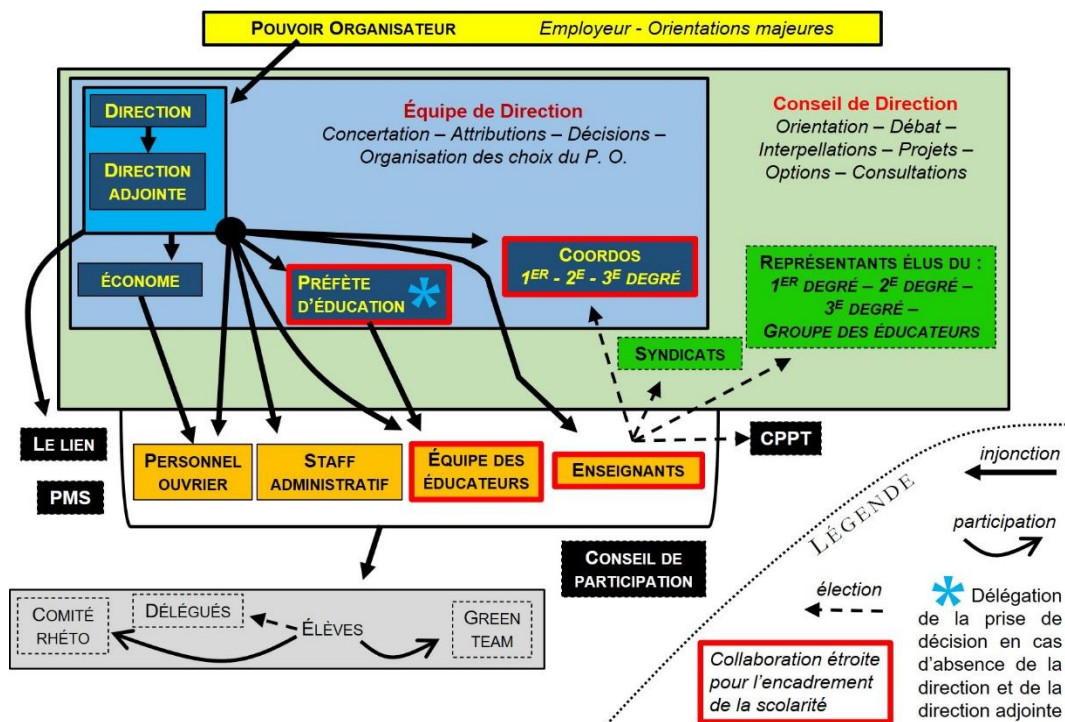 POUVOIR ORGANISATEUR Employeur - Orientations majeures
DIRECTION
DIRECTION
ADJOINTE
Équipe de Direction
Concertation – Attributions – Décisions –
Organisation des choix du P. O.
Conseil de Direction
Orientation – Débat –
Interpellations – Projets –
Options – Consultations
ÉCONOME
PRÉFÈTE
D'ÉDUCATION
COORDOS
1ER - 2E - 3E DEGRÉ
REPRÉSENTANTS ÉLUS DU :
1ER DEGRÉ – 2E DEGRÉ –
3E DEGRÉ –
GROUPE DES ÉDUCATEURS
SYNDICATS
LE LIEN
PMS
PERSONNEL
OUVRIER
STAFF
ADMINISTRATIF
ÉQUIPE DES
ÉDUCATEURS
ENSEIGNANTS
CPPT
CONSEIL DE
PARTICIPATION
COMITÉ
RHÉTO
DÉLÉGUÉS
ÉLÈVES
GREEN
TEAM
LÉGENDE
injonction
participation
élection
Collaboration étroite
pour l'encadrement
de la scolarité
Délégation
de la prise de
décision en cas
d'absence de la
direction et de la
direction adjointe